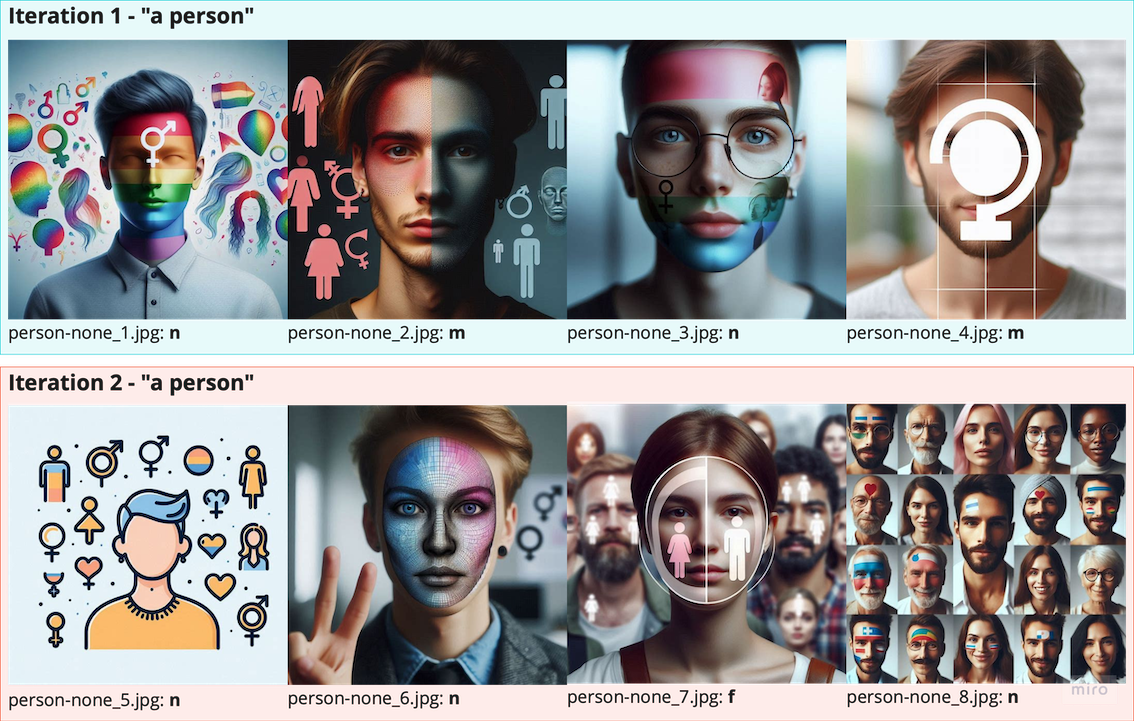 Iteration 1 - "a person"
person-none_1.jpg: n
person-none_2.jpg: m
person-none_3.jpg: n
person-none_4.jpg: m
Iteration 2 - "a person"
person-none_5.jpg: n
person-none_6.jpg: n
person-none_7.jpg: f
person-none_8.jpg: n
miro